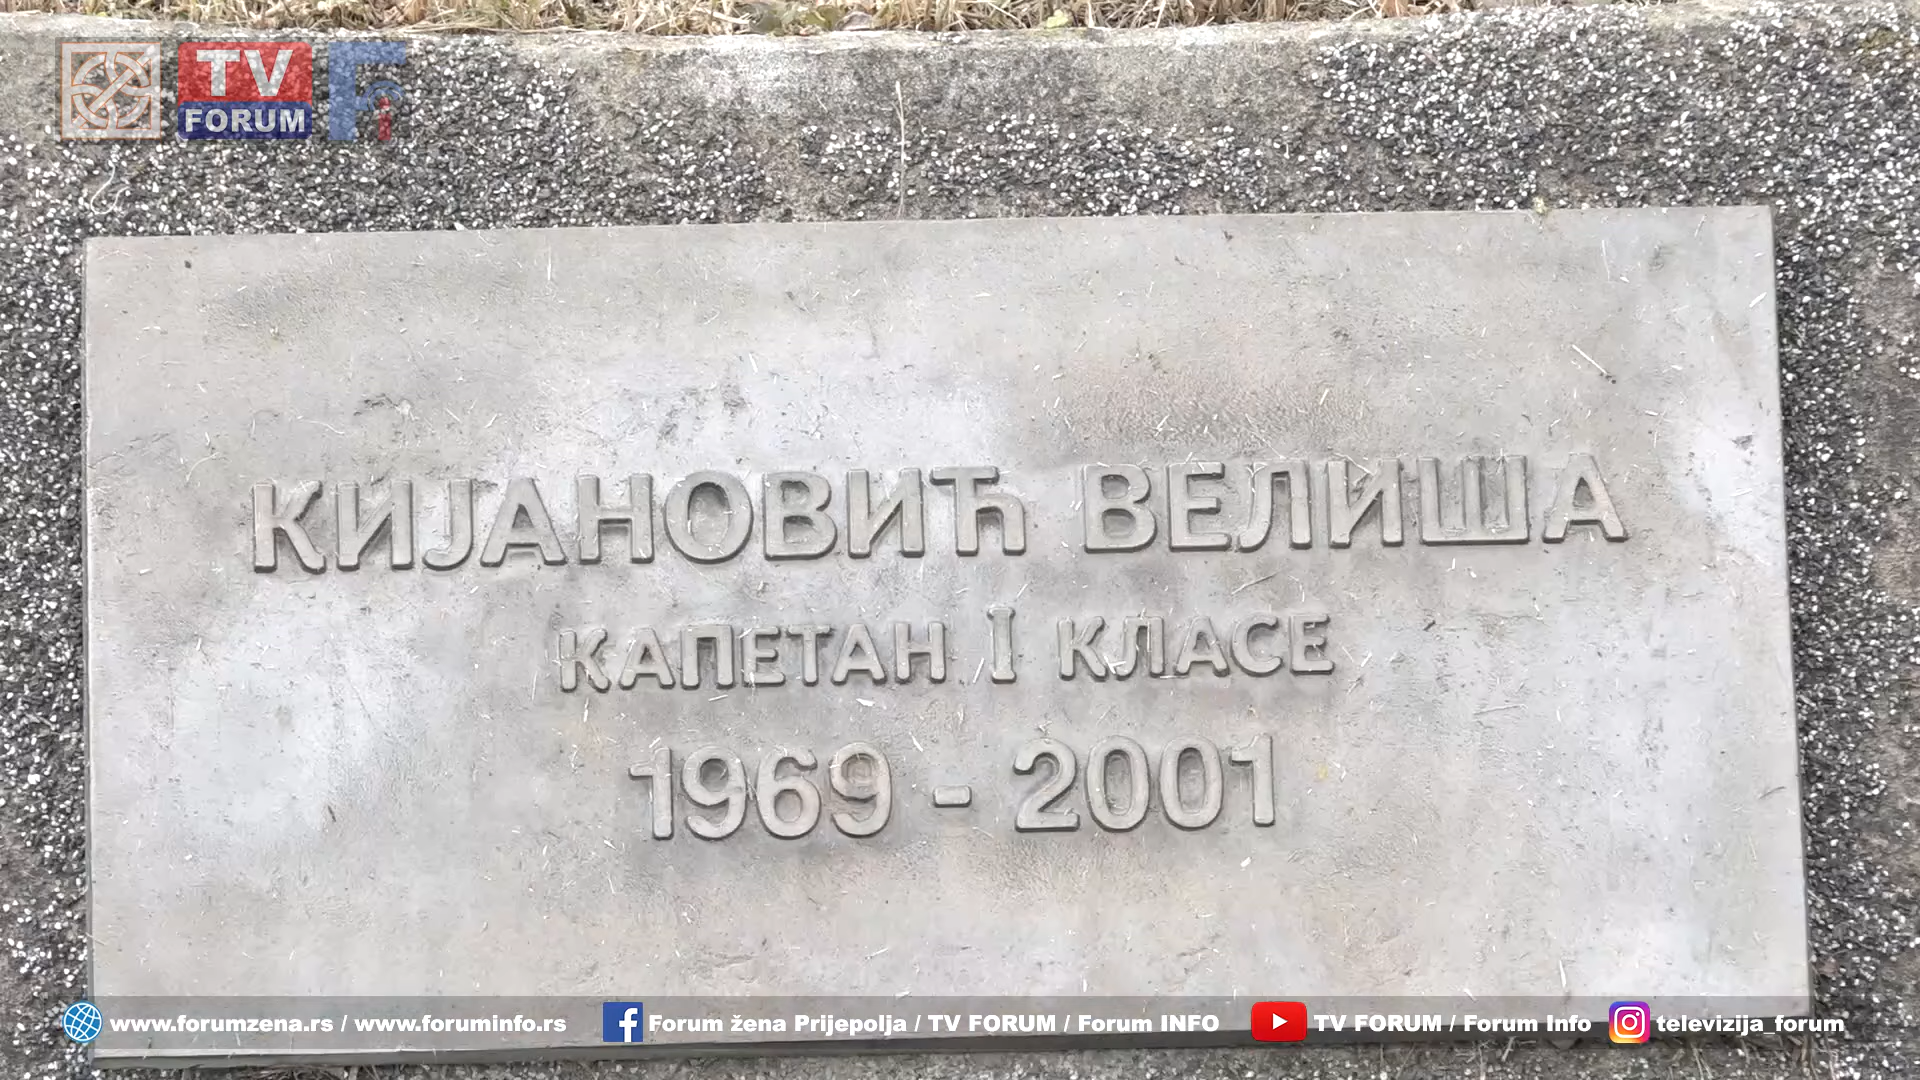 TV
FORUM
Fi
КИЈАНОВИЋ ВЕЛИША
КАПЕТАН I КЛАСЕ
1969 - 2001
www.forumzena.rs / www.foruminfo.rs
Forum žena Prijepolja / TV FORUM / Forum INFO
TV FORUM / Forum Info
televizija_forum